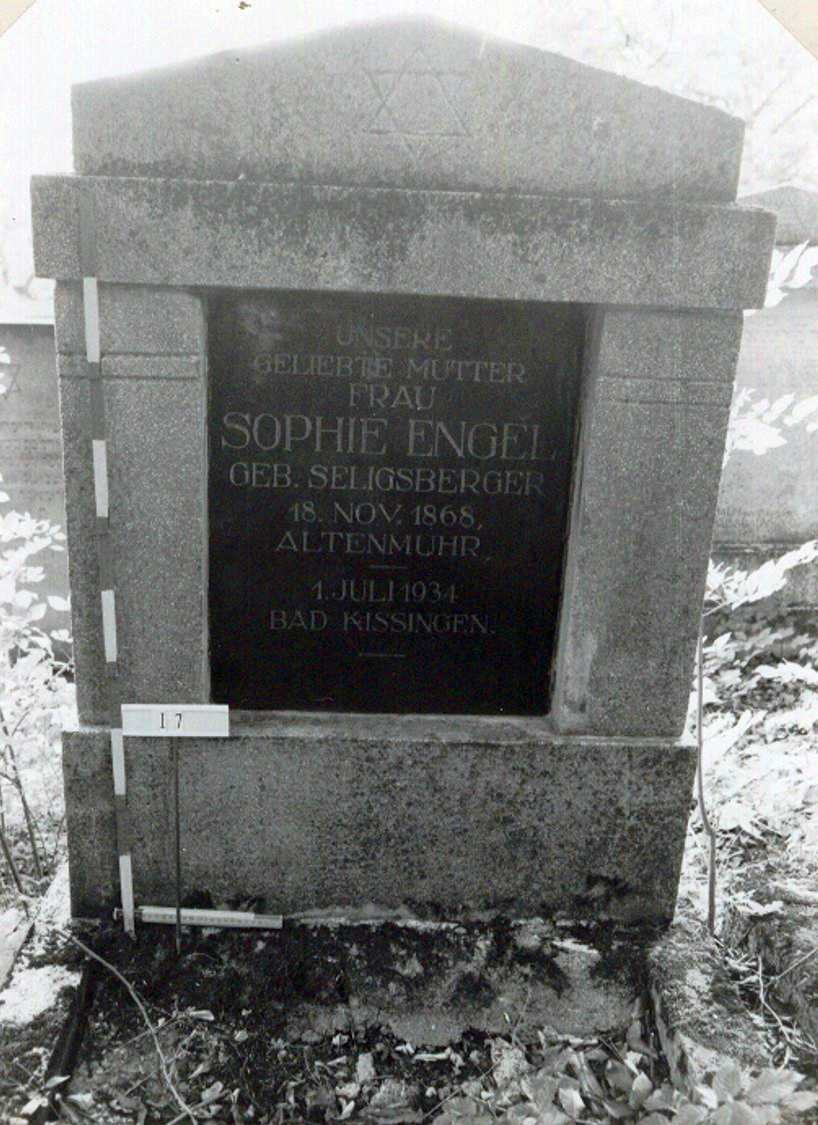 UNSERE
GELIEBTE MUTTER
FRAU
SOPHIE ENGEL
GEB. SELIGSBERGER
18. NOV. 1868,
ALTENMUHR,
1. JULI 1934
BAD KISSINGEN.
17